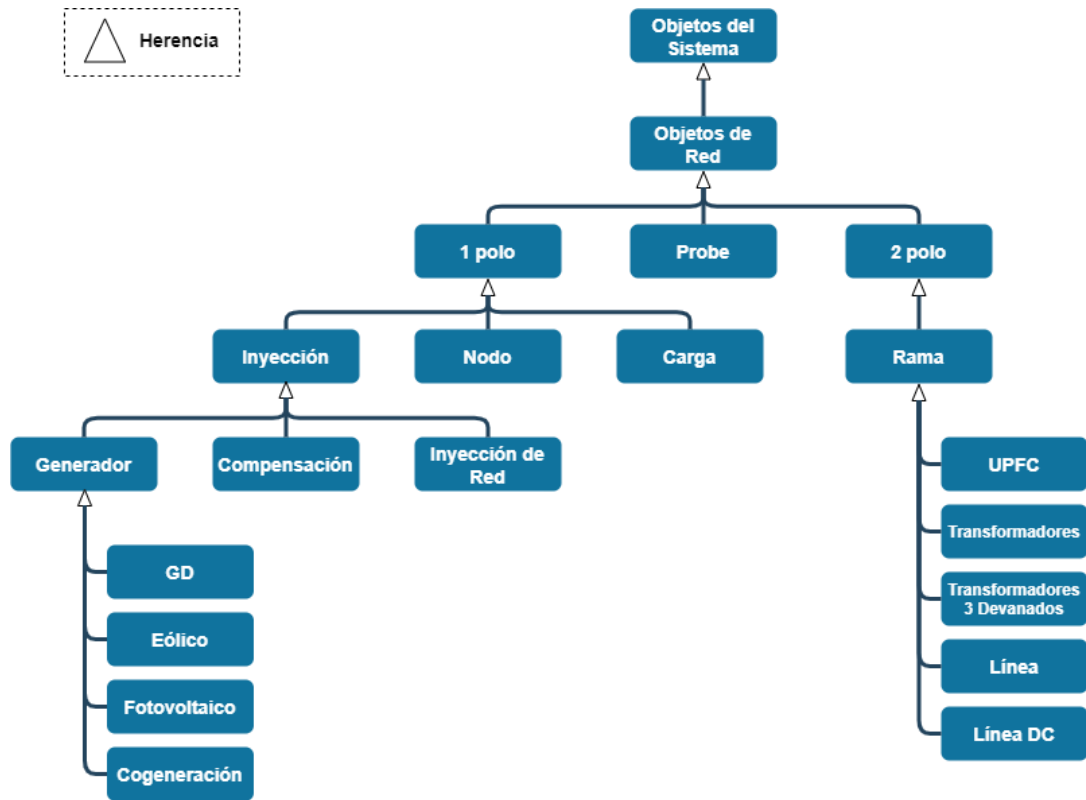 Herencia
Objetos del
Sistema
Objetos de
Red
1 polo
Probe
2 polo
Inyección
Nodo
Carga
Rama
Generador
Compensación
Inyección de
Red
UPFC
Transformadores
GD
Transformadores
3 Devanados
Eólico
Línea
Fotovoltaico
Línea DC
Cogeneración